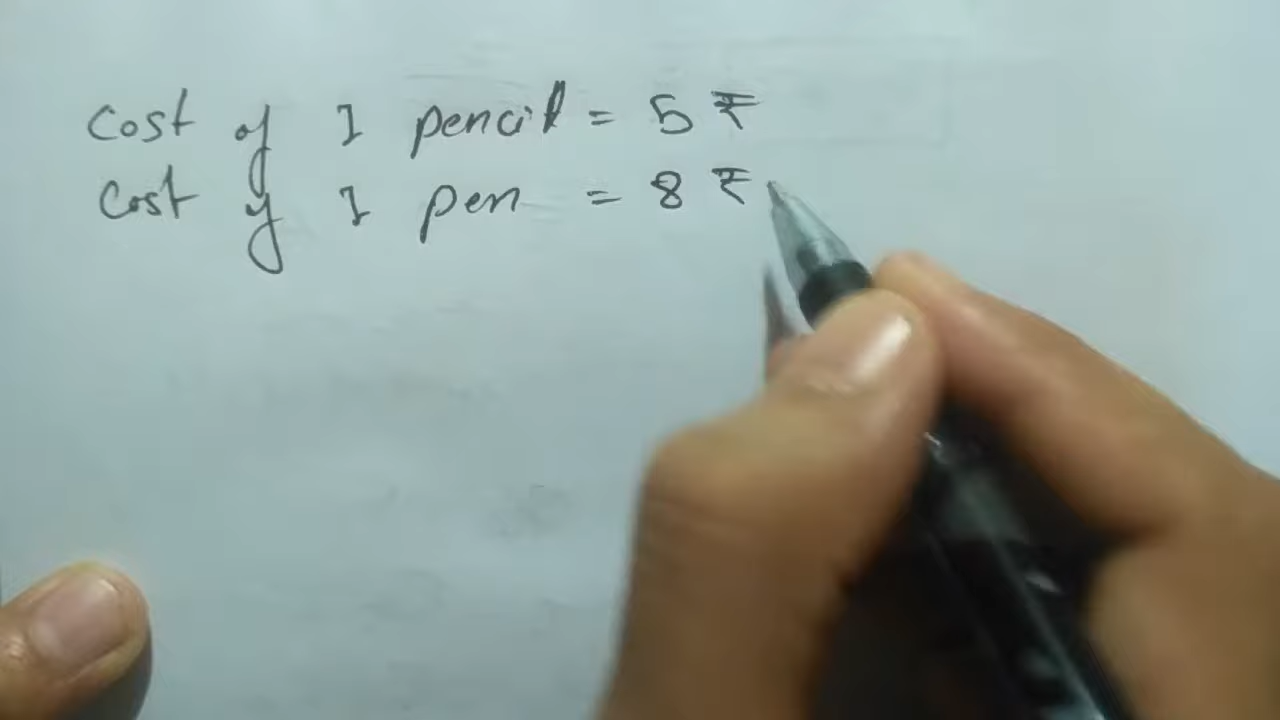 Cost of 1 pencil = 5 ₹
Cost of 1 pen = 8 ₹